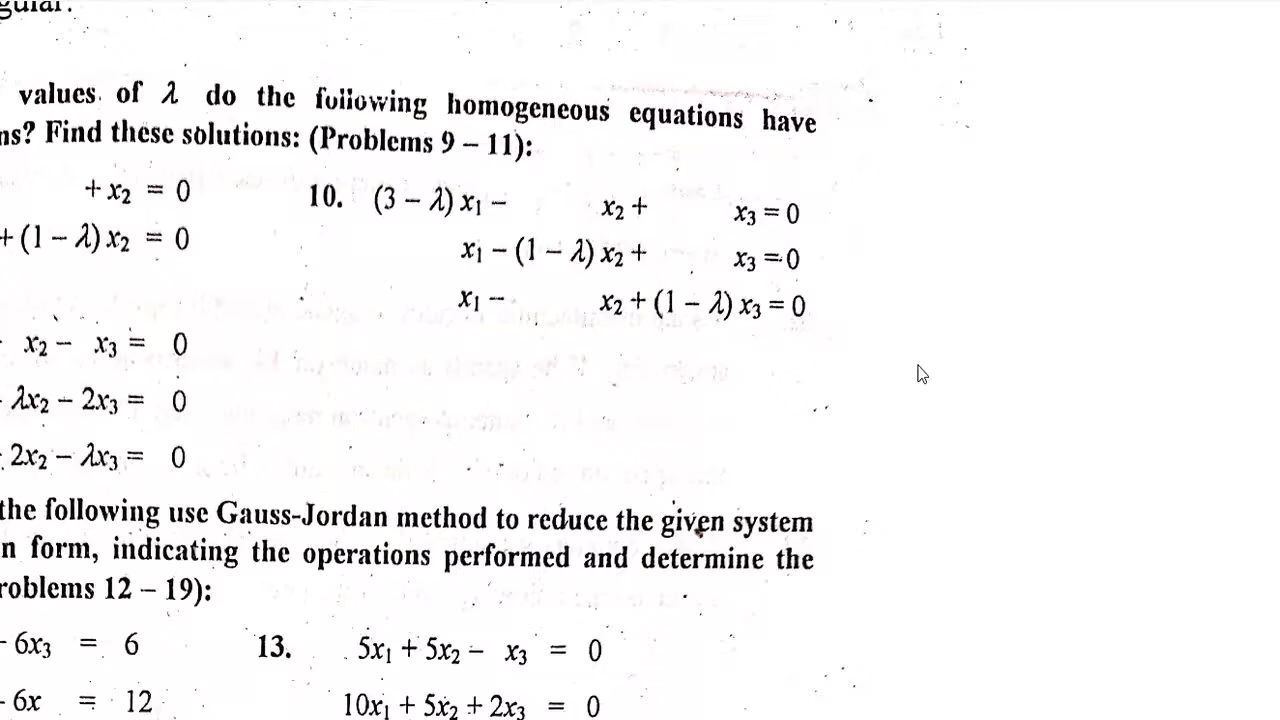 gular.
values of λ do the following homogeneous equations have
ns? Find these solutions: (Problems 9 – 11):
+ x₂ = 0
+ (1 – λ) x₂ = 0
x₂ – x₃ = 0
λx₂ – 2x₃ = 0
2x₂ – λx₃ = 0
10. (3 – λ) x₁ – x₂ + x₃ = 0
x₁ – (1 – λ) x₂ + x₃ = 0
x₁ – x₂ + (1 – λ) x₃ = 0
the following use Gauss-Jordan method to reduce the given system
n form, indicating the operations performed and determine the
roblems 12 – 19):
– 6x₃ = 6
– 6x = 12
13. 5x₁ + 5x₂ – x₃ = 0
10x₁ + 5x₂ + 2x₃ = 0